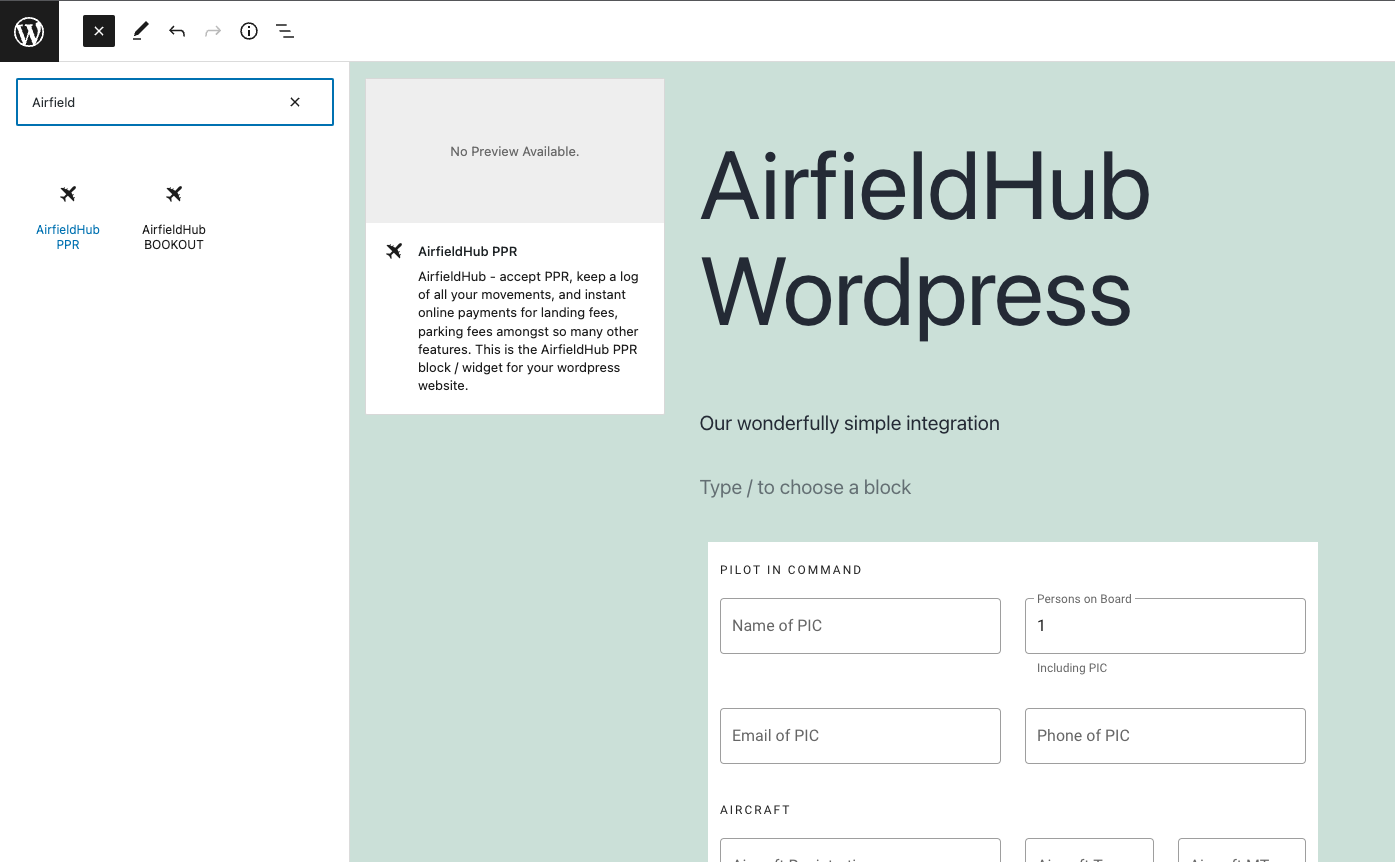 Airfield
AirfieldHub
PPR
AirfieldHub
BOOKOUT
No Preview Available.
AirfieldHub PPR
AirfieldHub - accept PPR, keep a log
of all your movements, and instant
online payments for landing fees,
parking fees amongst so many other
features. This is the AirfieldHub PPR
block / widget for your wordpress
website.
AirfieldHub
Wordpress
Our wonderfully simple integration
Type / to choose a block
PILOT IN COMMAND
Name of PIC
Persons on Board
1
Including PIC
Email of PIC
Phone of PIC
AIRCRAFT
Aircraft
Aircraft